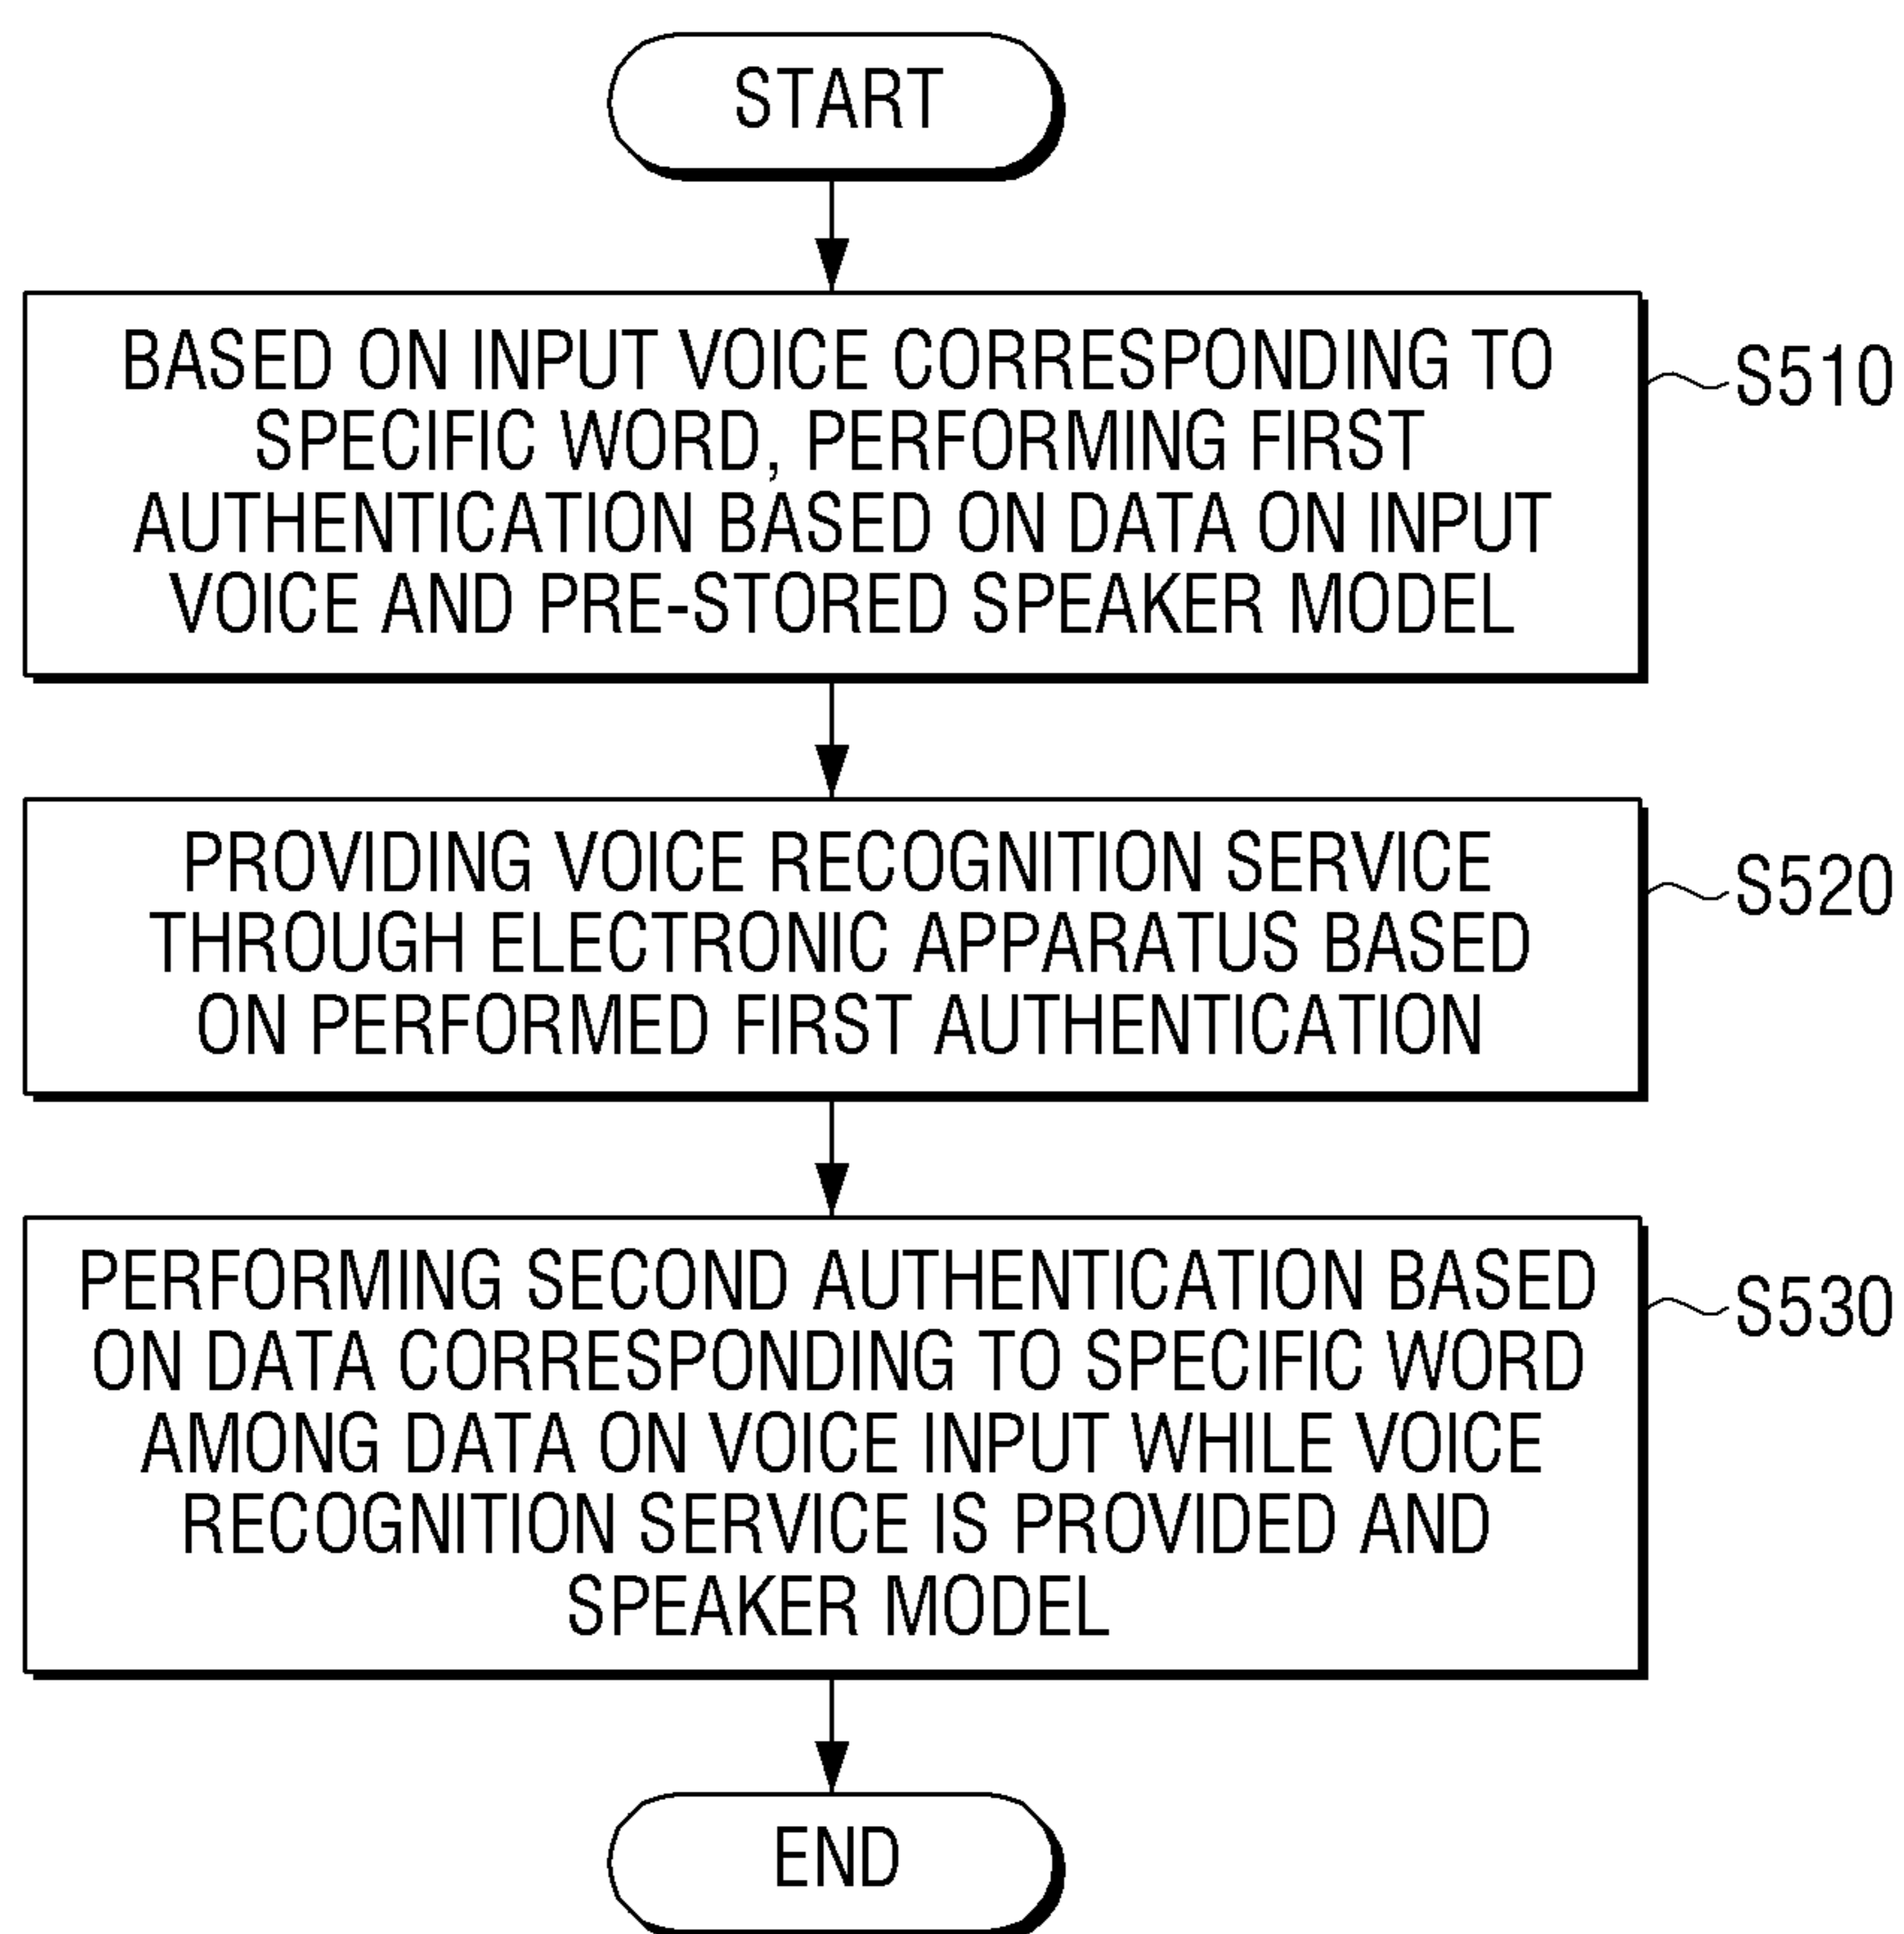 START
BASED ON INPUT VOICE CORRESPONDING TO
SPECIFIC WORD, PERFORMING FIRST
AUTHENTICATION BASED ON DATA ON INPUT
VOICE AND PRE-STORED SPEAKER MODEL
S510
PROVIDING VOICE RECOGNITION SERVICE
THROUGH ELECTRONIC APPARATUS BASED
ON PERFORMED FIRST AUTHENTICATION
S520
PERFORMING SECOND AUTHENTICATION BASED
ON DATA CORRESPONDING TO SPECIFIC WORD
AMONG DATA ON VOICE INPUT WHILE VOICE
RECOGNITION SERVICE IS PROVIDED AND
SPEAKER MODEL
S530
END